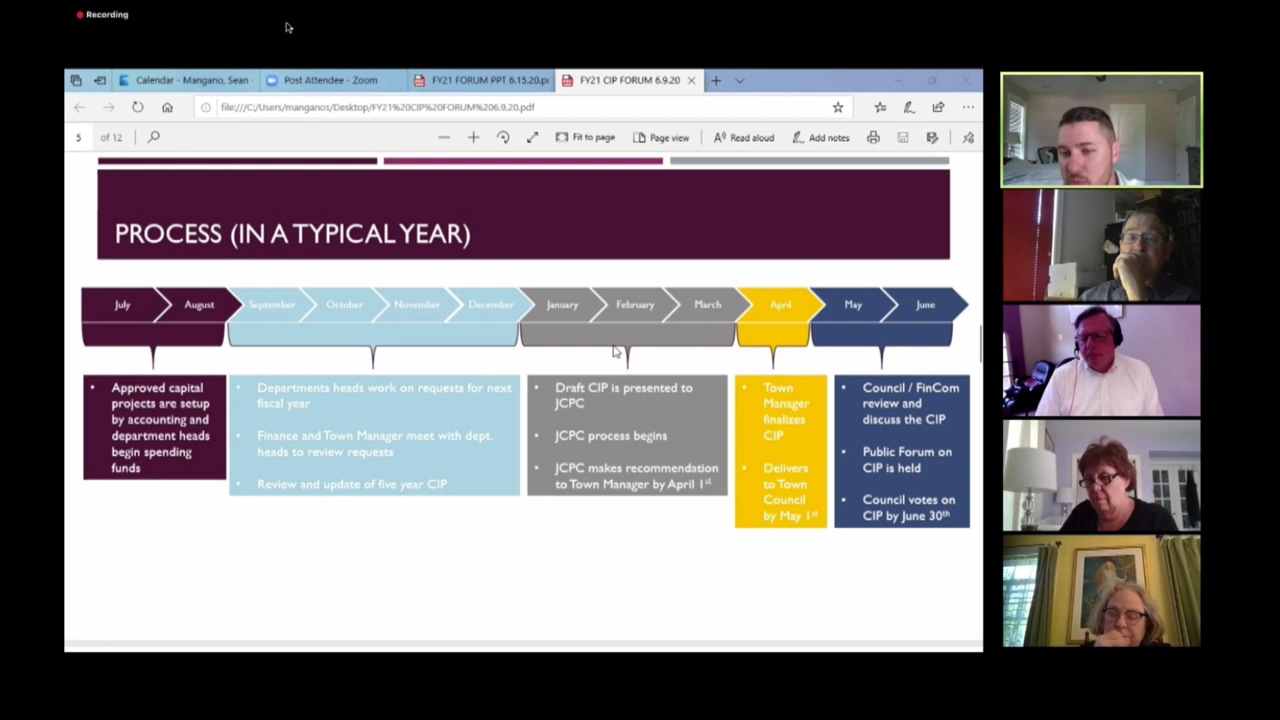 Recording
Calendar - Mangano, Sean
Post Attendee - Zoom
FY21 FORUM PPT 6.15.20.p
FY21 CIP FORUM 6.9.20
file:///C:/Users/manganos/Desktop/FY21%20CIP%20FORUM%206.9.20.pdf
5 of 12
Fit to page
Page view
Read aloud
Add notes
PROCESS (IN A TYPICAL YEAR)
July August September October November December January February March April May June
• Approved capital
projects are setup
by accounting and
department heads
begin spending
funds
• Departments heads work on requests for next
fiscal year
• Finance and Town Manager meet with dept.
heads to review requests
• Review and update of five year CIP
• Draft CIP is presented to
JCPC
• JCPC process begins
• JCPC makes recommendation
to Town Manager by April 1st
• Town
Manager
finalizes
CIP
• Delivers
to Town
Council
by May 1st
• Council / FinCom
review and
discuss the CIP
• Public Forum on
CIP is held
• Council votes on
CIP by June 30th